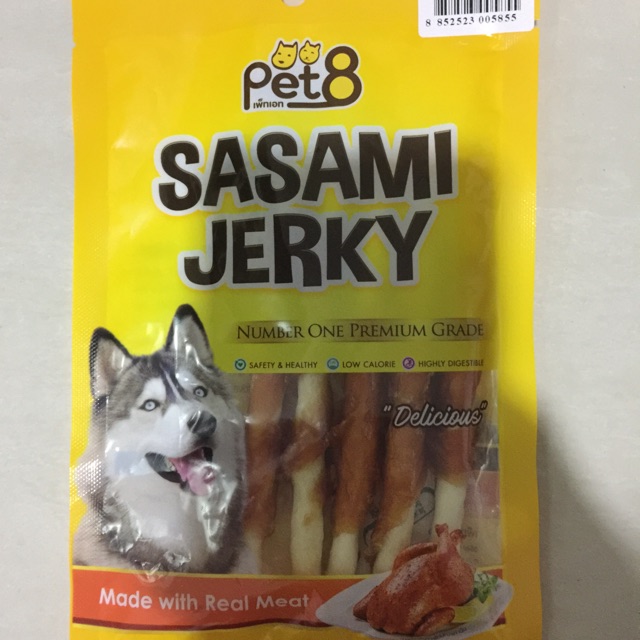 8 852523 005855
Pet8
เพ็ทเอท
SASAMI
JERKY
NUMBER ONE PREMIUM GRADE
SAFETY & HEALTHY LOW CALORIE HIGHLY DIGESTIBLE
"Delicious"
Made with Real Meat